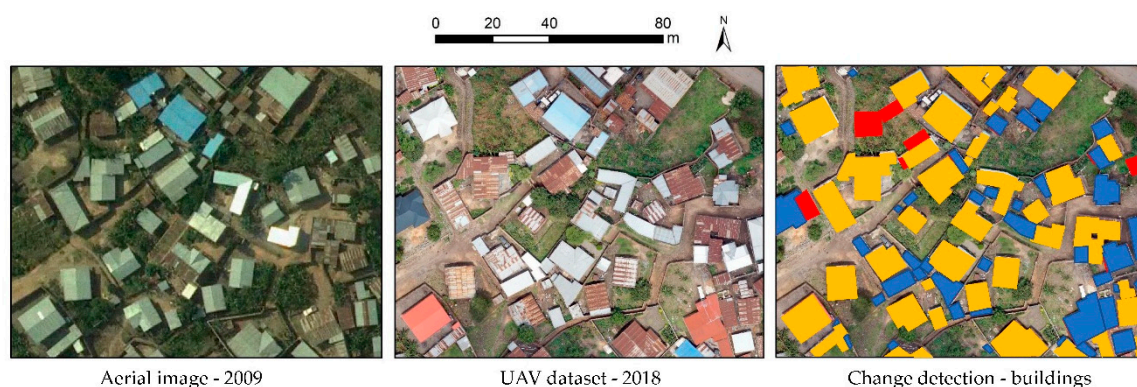 0 20 40 80
m
N
Aerial image - 2009
UAV dataset - 2018
Change detection - buildings